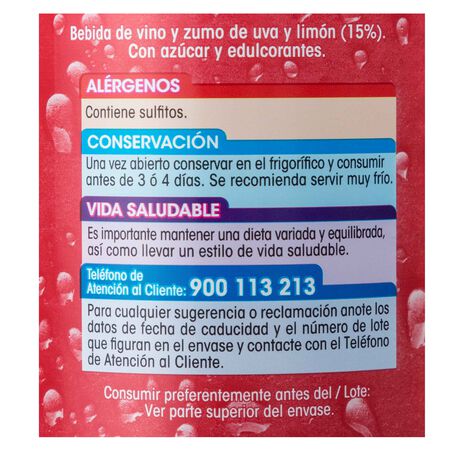 Bebida de vino y zumo de uva y limón (15%).
Con azúcar y edulcorantes.
ALÉRGENOS
Contiene sulfitos.
CONSERVACIÓN
Una vez abierto conservar en el frigorífico y consumir
antes de 3 ó 4 días. Se recomienda servir muy frío.
VIDA SALUDABLE
Es importante mantener una dieta variada y equilibrada,
así como llevar un estilo de vida saludable.
Teléfono de
Atención al Cliente: 900 113 213
Para cualquier sugerencia o reclamación anote los
datos de fecha de caducidad y el número de lote
que figuran en el envase y contacte con el Teléfono
de Atención al Cliente.
Consumir preferentemente antes del / Lote:
Ver parte superior del envase.